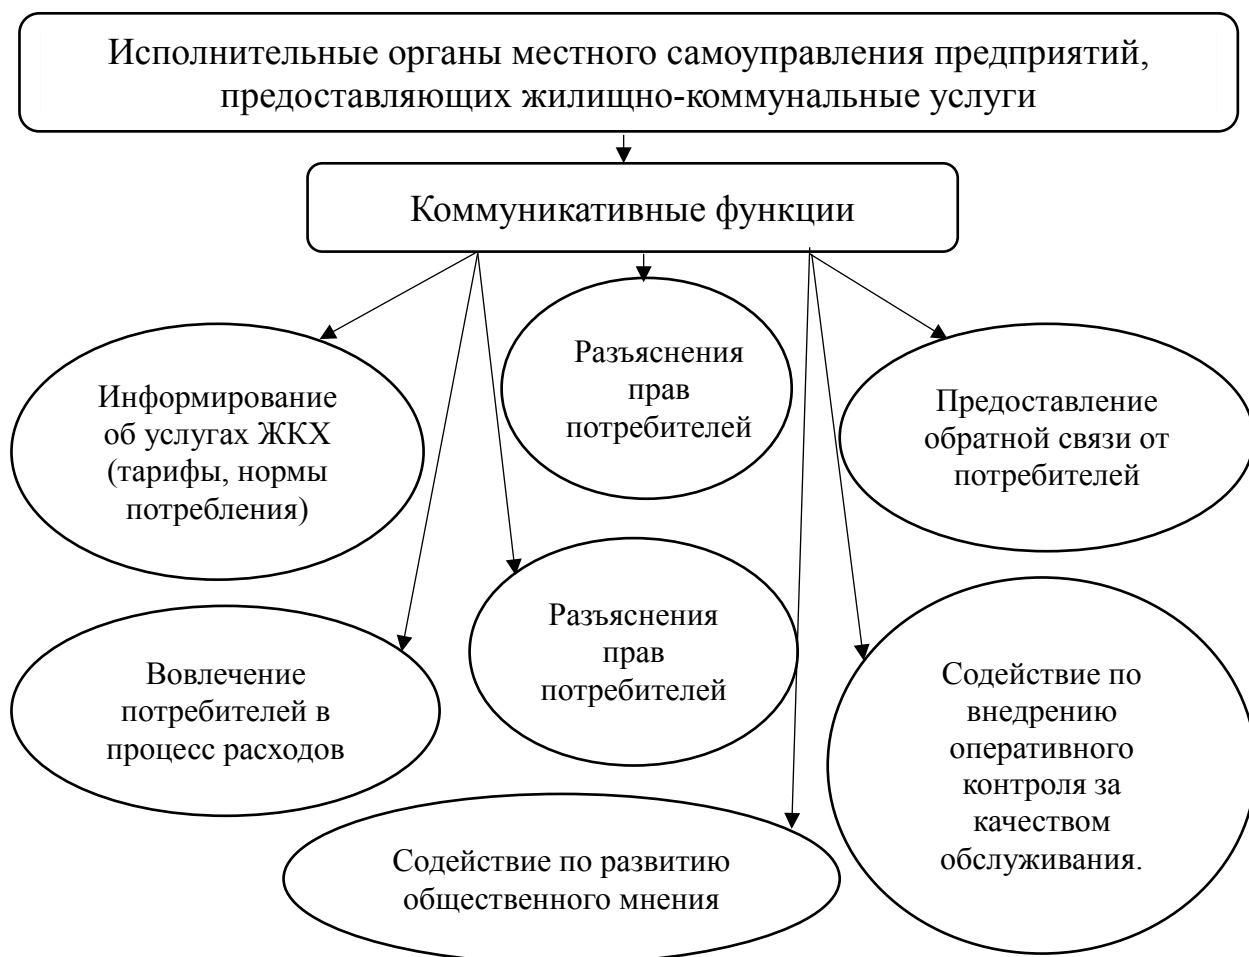 Исполнительные органы местного самоуправления предприятий,
предоставляющих жилищно-коммунальные услуги
Коммуникативные функции
Информирование
об услугах ЖКХ
(тарифы, нормы
потребления)
Разъяснения
прав
потребителей
Предоставление
обратной связи от
потребителей
Вовлечение
потребителей в
процесс расходов
Разъяснения
прав
потребителей
Содействие по
внедрению
оперативного
контроля за
качеством
обслуживания.
Содействие по развитию
общественного мнения